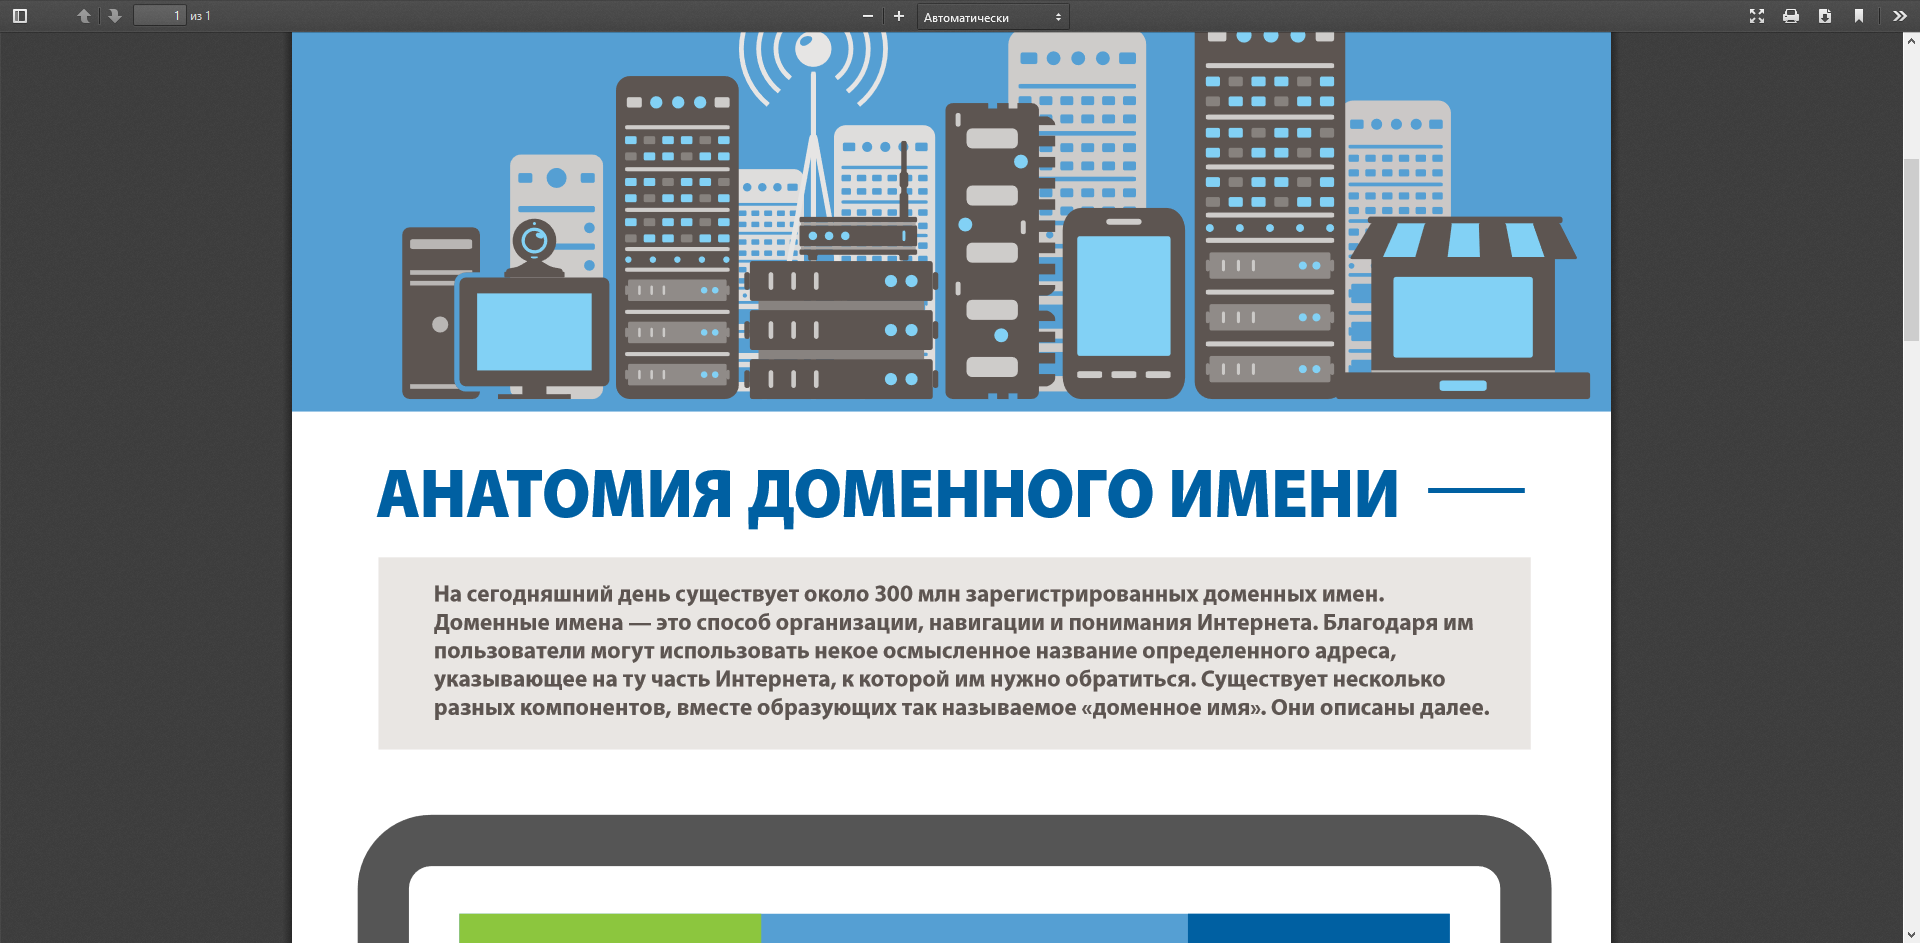 1 из 1
Автоматически
АНАТОМИЯ ДОМЕННОГО ИМЕНИ
На сегодняшний день существует около 300 млн зарегистрированных доменных имен.
Доменные имена — это способ организации, навигации и понимания Интернета. Благодаря им
пользователи могут использовать некое осмысленное название определенного адреса,
указывающее на ту часть Интернета, к которой им нужно обратиться. Существует несколько
разных компонентов, вместе образующих так называемое «доменное имя». Они описаны далее.